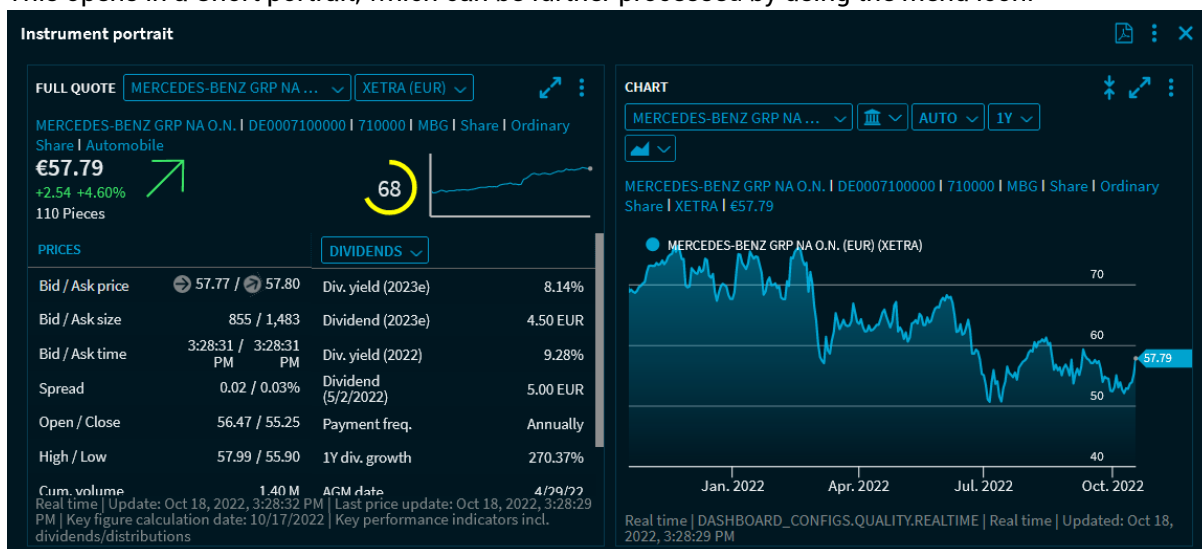 This opens in a short portrait, which can be further processed by using the menu icon.
Instrument portrait
FULL QUOTE MERCEDES-BENZ GRP NA ... XETRA (EUR)
MERCEDES-BENZ GRP NA O.N. I DE0007100000 I 710000 I MBG I Share I Ordinary
Share I Automobile
€57.79
+2.54 +4.60%
110 Pieces
68
PRICES
DIVIDENDS
Bid / Ask price 57.77 / 57.80 Div. yield (2023e) 8.14%
Bid / Ask size 855 / 1,483 Dividend (2023e) 4.50 EUR
Bid / Ask time 3:28:31 PM / 3:28:31 PM Div. yield (2022) 9.28%
Spread 0.02 / 0.03% Dividend (5/2/2022) 5.00 EUR
Open / Close 56.47 / 55.25 Payment freq. Annually
High / Low 57.99 / 55.90 1Y div. growth 270.37%
Cum. volume 1.40 M AGM date 4/29/22
Real time | Update: Oct 18, 2022, 3:28:32 PM | Last price update: Oct 18, 2022, 3:28:29
PM | Key figure calculation date: 10/17/2022 | Key performance indicators incl.
dividends/distributions
CHART
MERCEDES-BENZ GRP NA ... AUTO 1Y
MERCEDES-BENZ GRP NA O.N. I DE0007100000 I 710000 I MBG I Share I Ordinary
Share I XETRA I €57.79
MERCEDES-BENZ GRP NA O.N. (EUR) (XETRA)
70
60
57.79
50
40
Jan. 2022 Apr. 2022 Jul. 2022 Oct. 2022
Real time | DASHBOARD_CONFIGS.QUALITY.REALTIME | Real time | Updated: Oct 18,
2022, 3:28:29 PM